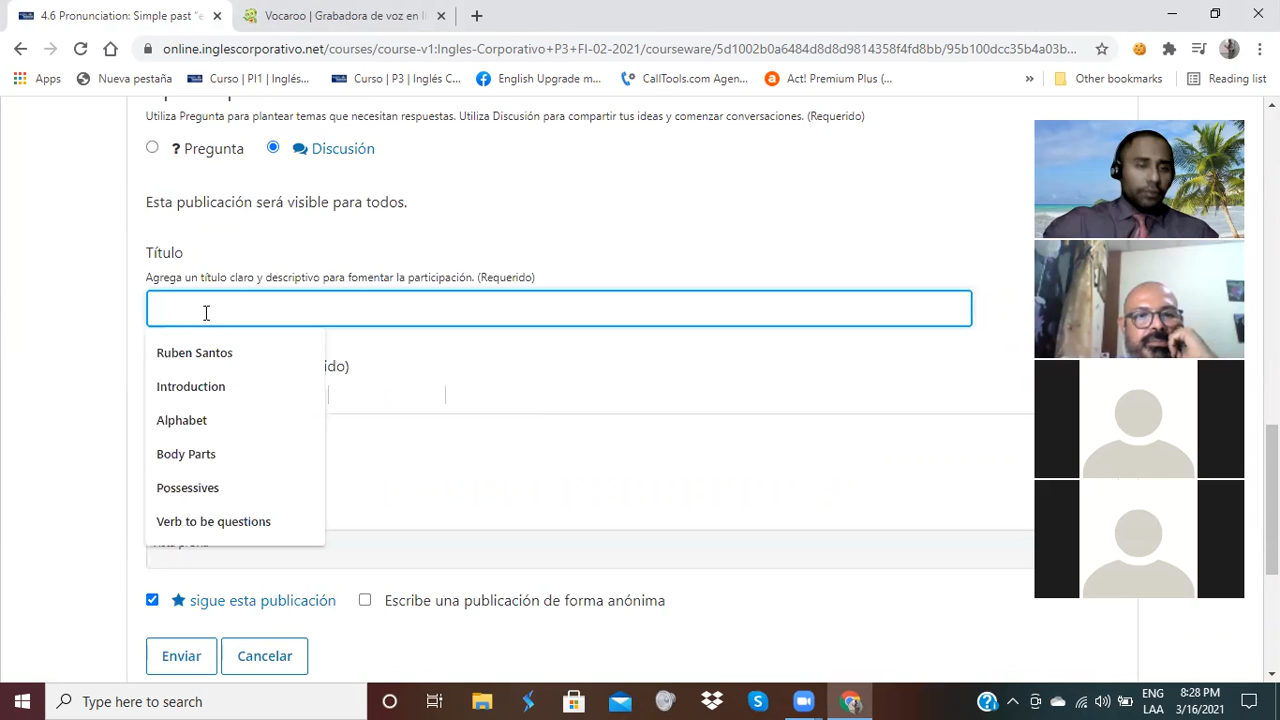 4.6 Pronunciation: Simple past "e
Vocaroo | Grabadora de voz en lí
online.inglescorporativo.net/courses/course-v1:Ingles-Corporativo+P3+FI-02-2021/courseware/5d1002b0a6484d8d8d9814358f4fd8bb/95b100dcc35b4a03b...
Apps
Nueva pestaña
Curso | PI1 | Inglés...
Curso | P3 | Inglés C...
English Upgrade m...
CallTools.com Agen...
Act! Premium Plus (...
»
Other bookmarks
Reading list
Utiliza Pregunta para plantear temas que necesitan respuestas. Utiliza Discusión para compartir tus ideas y comenzar conversaciones. (Requerido)
? Pregunta
Discusión
Esta publicación será visible para todos.
Título
Agrega un título claro y descriptivo para fomentar la participación. (Requerido)
Ruben Santos
ido)
Introduction
Alphabet
Body Parts
Possessives
Verb to be questions
sigue esta publicación
Escribe una publicación de forma anónima
Enviar
Cancelar
Type here to search
ENG
LAA
8:28 PM
3/16/2021